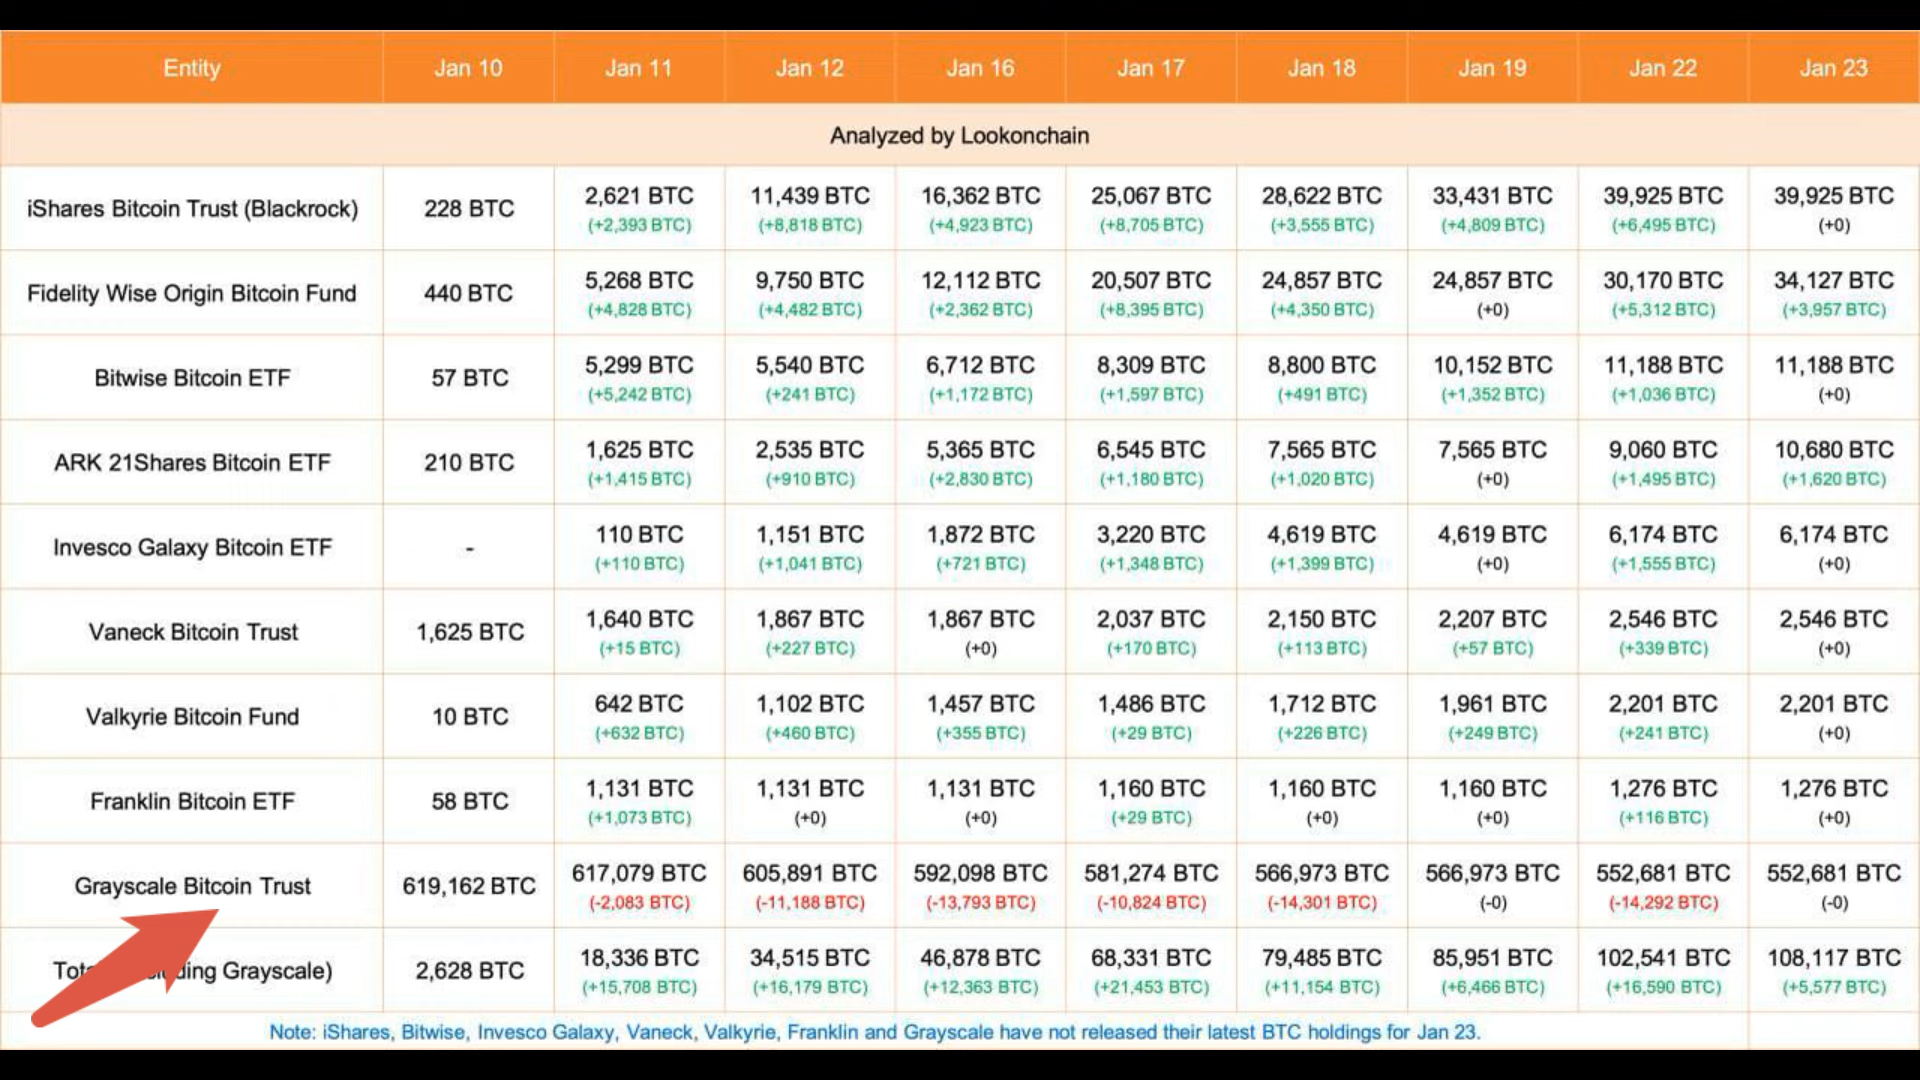 Entity Jan 10 Jan 11 Jan 12 Jan 16 Jan 17 Jan 18 Jan 19 Jan 22 Jan 23
Analyzed by Lookonchain
iShares Bitcoin Trust (Blackrock) 228 BTC 2,621 BTC 11,439 BTC 16,362 BTC 25,067 BTC 28,622 BTC 33,431 BTC 39,925 BTC 39,925 BTC
(+2,393 BTC) (+8,818 BTC) (+4,923 BTC) (+8,705 BTC) (+3,555 BTC) (+4,809 BTC) (+6,495 BTC) (+0)
Fidelity Wise Origin Bitcoin Fund 440 BTC 5,268 BTC 9,750 BTC 12,112 BTC 20,507 BTC 24,857 BTC 24,857 BTC 30,170 BTC 34,127 BTC
(+4,828 BTC) (+4,482 BTC) (+2,362 BTC) (+8,395 BTC) (+4,350 BTC) (+0) (+5,312 BTC) (+3,957 BTC)
Bitwise Bitcoin ETF 57 BTC 5,299 BTC 5,540 BTC 6,712 BTC 8,309 BTC 8,800 BTC 10,152 BTC 11,188 BTC 11,188 BTC
(+5,242 BTC) (+241 BTC) (+1,172 BTC) (+1,597 BTC) (+491 BTC) (+1,352 BTC) (+1,036 BTC) (+0)
ARK 21Shares Bitcoin ETF 210 BTC 1,625 BTC 2,535 BTC 5,365 BTC 6,545 BTC 7,565 BTC 7,565 BTC 9,060 BTC 10,680 BTC
(+1,415 BTC) (+910 BTC) (+2,830 BTC) (+1,180 BTC) (+1,020 BTC) (+0) (+1,495 BTC) (+1,620 BTC)
Invesco Galaxy Bitcoin ETF - 110 BTC 1,151 BTC 1,872 BTC 3,220 BTC 4,619 BTC 4,619 BTC 6,174 BTC 6,174 BTC
(+110 BTC) (+1,041 BTC) (+721 BTC) (+1,348 BTC) (+1,399 BTC) (+0) (+1,555 BTC) (+0)
Vaneck Bitcoin Trust 1,625 BTC 1,640 BTC 1,867 BTC 1,867 BTC 2,037 BTC 2,150 BTC 2,207 BTC 2,546 BTC 2,546 BTC
(+15 BTC) (+227 BTC) (+0) (+170 BTC) (+113 BTC) (+57 BTC) (+339 BTC) (+0)
Valkyrie Bitcoin Fund 10 BTC 642 BTC 1,102 BTC 1,457 BTC 1,486 BTC 1,712 BTC 1,961 BTC 2,201 BTC 2,201 BTC
(+632 BTC) (+460 BTC) (+355 BTC) (+29 BTC) (+226 BTC) (+249 BTC) (+241 BTC) (+0)
Franklin Bitcoin ETF 58 BTC 1,131 BTC 1,131 BTC 1,131 BTC 1,160 BTC 1,160 BTC 1,160 BTC 1,276 BTC 1,276 BTC
(+1,073 BTC) (+0) (+0) (+29 BTC) (+0) (+0) (+116 BTC) (+0)
Grayscale Bitcoin Trust 619,162 BTC 617,079 BTC 605,891 BTC 592,098 BTC 581,274 BTC 566,973 BTC 566,973 BTC 552,681 BTC 552,681 BTC
(-2,083 BTC) (-11,188 BTC) (-13,793 BTC) (-10,824 BTC) (-14,301 BTC) (-0) (-14,292 BTC) (-0)
Grayscale) 2,628 BTC 18,336 BTC 34,515 BTC 46,878 BTC 68,331 BTC 79,485 BTC 85,951 BTC 102,541 BTC 108,117 BTC
(+15,708 BTC) (+16,179 BTC) (+12,363 BTC) (+21,453 BTC) (+11,154 BTC) (+6,466 BTC) (+16,590 BTC) (+5,577 BTC)
Note: iShares, Bitwise, Invesco Galaxy, Vaneck, Valkyrie, Franklin and Grayscale have not released their latest BTC holdings for Jan 23.